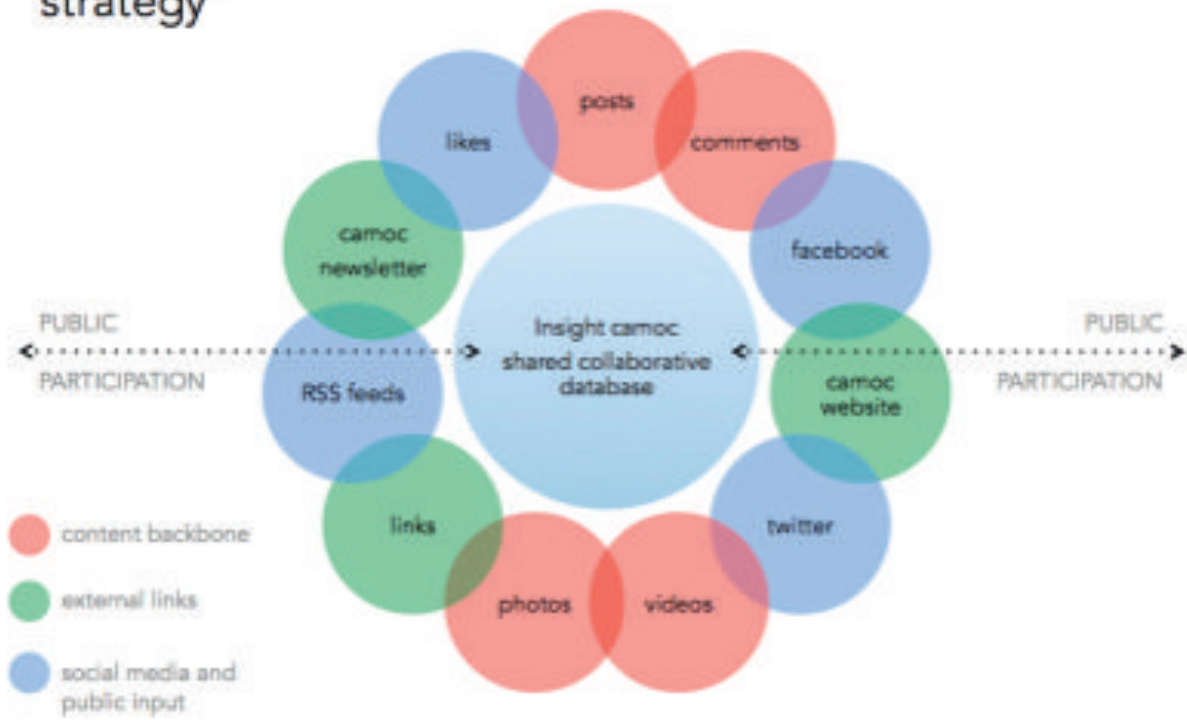 strategy
posts
likes
comments
camoc
newsletter
facebook
Insight camoc
shared collaborative
database
PUBLIC
PARTICIPATION
PUBLIC
PARTICIPATION
RSS feeds
camoc
website
links
twitter
photos
videos
content backbone
external links
social media and
public input